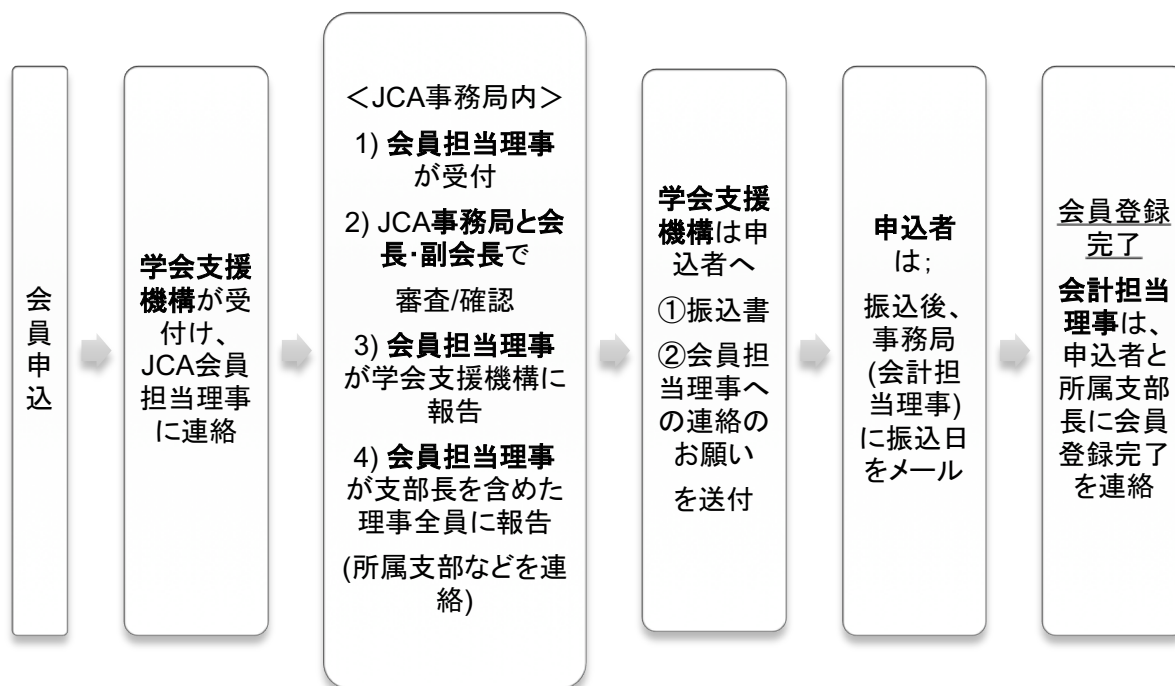 会
員
申
込
学会支援
機構が受
付け、
JCA会員
担当理事
に連絡
＜JCA事務局内＞
1) 会員担当理事
が受付
2) JCA事務局と会
長・副会長で
審査/確認
3) 会員担当理事
が学会支援機構に
報告
4) 会員担当理事
が支部長を含めた
理事全員に報告
(所属支部などを連
絡)
学会支援
機構は申
込者へ
①振込書
②会員担
当理事へ
の連絡の
お願い
を送付
申込者
は;
振込後、
事務局
(会計担
当理事)
に振込日
をメール
会員登録
完了
会計担当
理事は、
申込者と
所属支部
長に会員
登録完了
を連絡